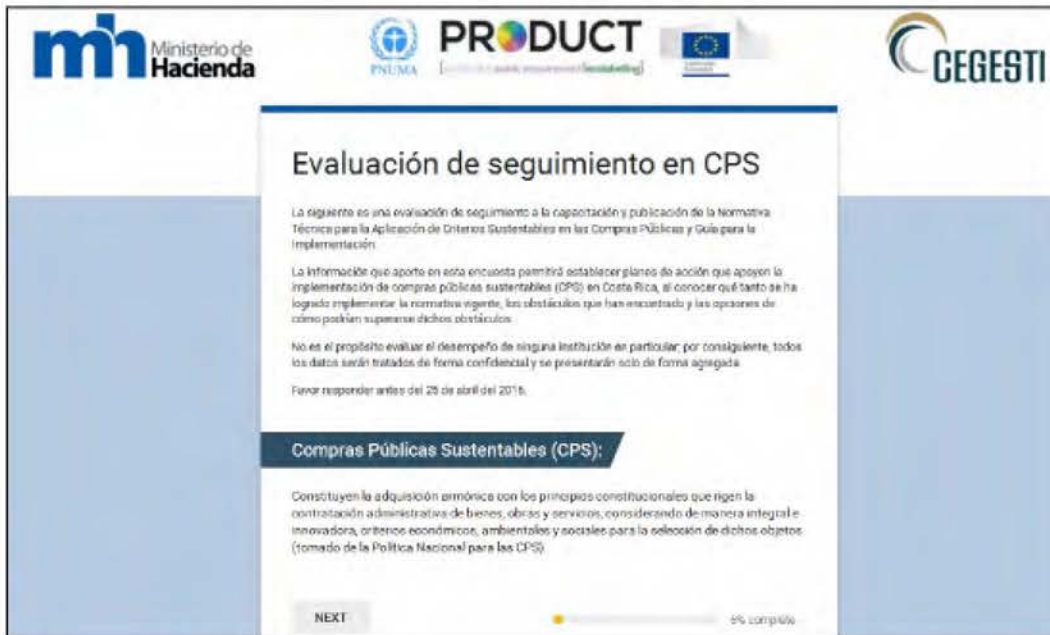 mh Ministerio de
Hacienda
PNUMA
PRODUCT
CEGESTI
Evaluación de seguimiento en CPS
La siguiente es una evaluación de seguimiento a la capacitación y publicación de la Normativa
Técnica para la Aplicación de Criterios Sustentables en las Compras Públicas y Guía para la
Implementación.
La información que aporte en esta encuesta permitirá establecer planes de acción que apoyen la
implementación de compras públicas sustentables (CPS) en Costa Rica, al conocer qué tanto se ha
logrado implementar la normativa vigente, los obstáculos que han encontrado y las opciones de
cómo podrían superarse dichos obstáculos.
No es el propósito evaluar el desempeño de ninguna institución en particular; por consiguiente, todos
los datos serán tratados de forma confidencial y se presentarán solo de forma agregada.
Favor responder antes del 25 de abril del 2016.
Compras Públicas Sustentables (CPS):
Constituyen la adquisición armónica con los principios constitucionales que rigen la
contratación administrativa de bienes, obras y servicios, considerando de manera integral e
innovadora, criterios económicos, ambientales y sociales para la selección de dichos objetos
(tomado de la Política Nacional para las CPS).
NEXT
6% complete